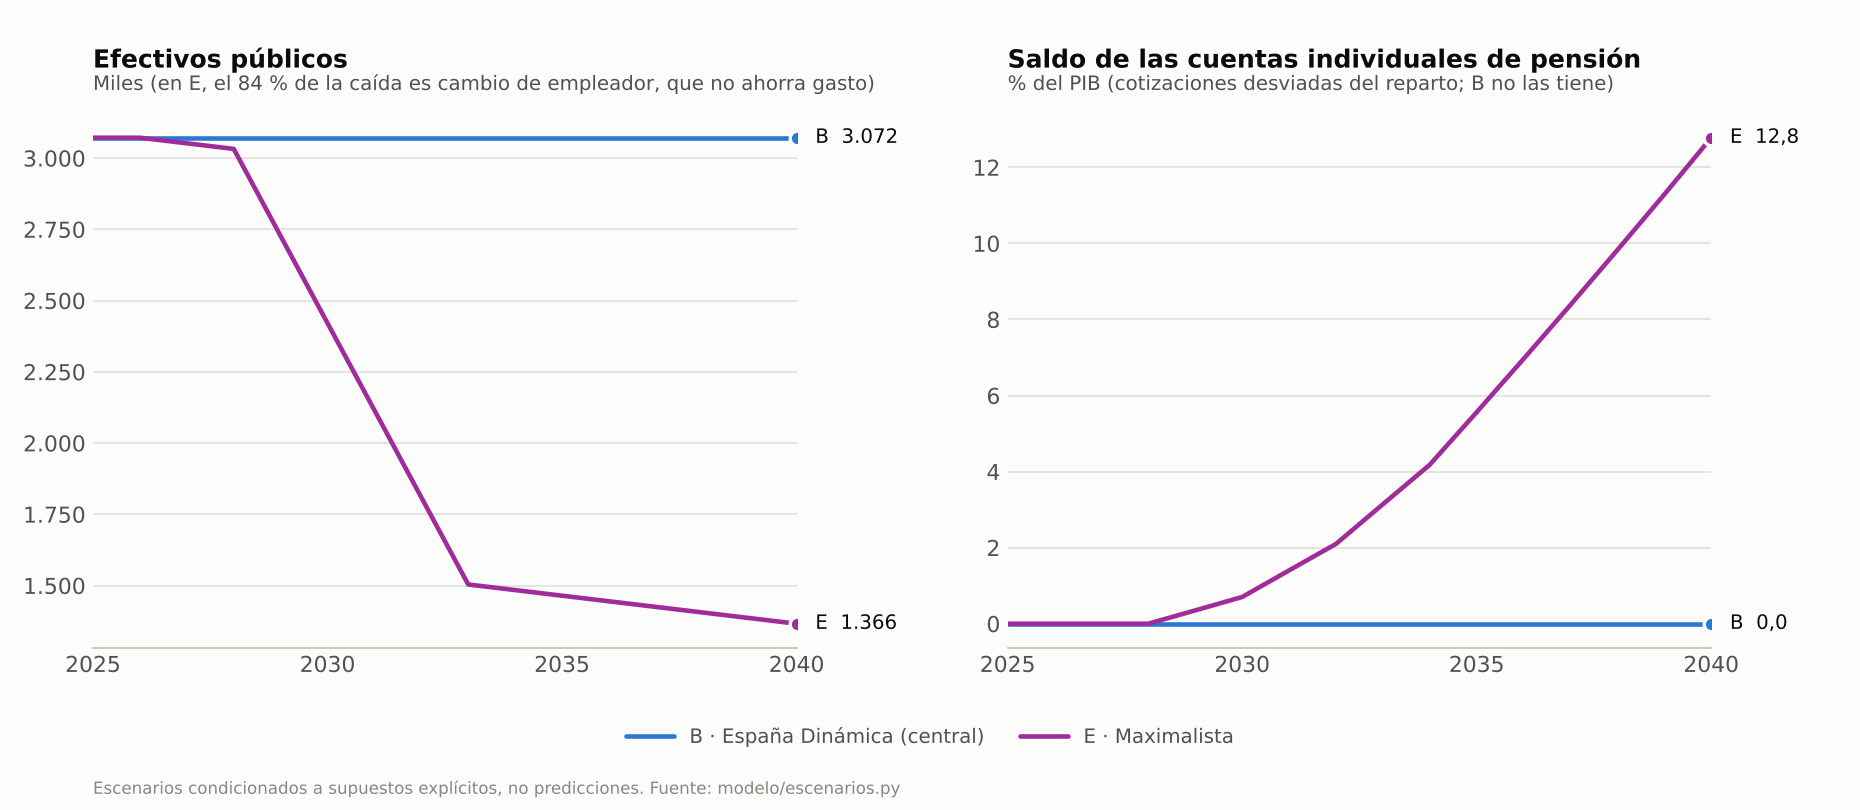 Efectivos públicos
Miles (en E, el 84 % de la caída es cambio de empleador, que no ahorra gasto)
3.000
2.750
2.500
2.250
2.000
1.750
1.500
B 3.072
E 1.366
2025 2030 2035 2040
Saldo de las cuentas individuales de pensión
% del PIB (cotizaciones desviadas del reparto; B no las tiene)
12
10
8
6
4
2
0
E 12,8
B 0,0
2025 2030 2035 2040
B · España Dinámica (central) E · Maximalista
Escenarios condicionados a supuestos explícitos, no predicciones. Fuente: modelo/escenarios.py